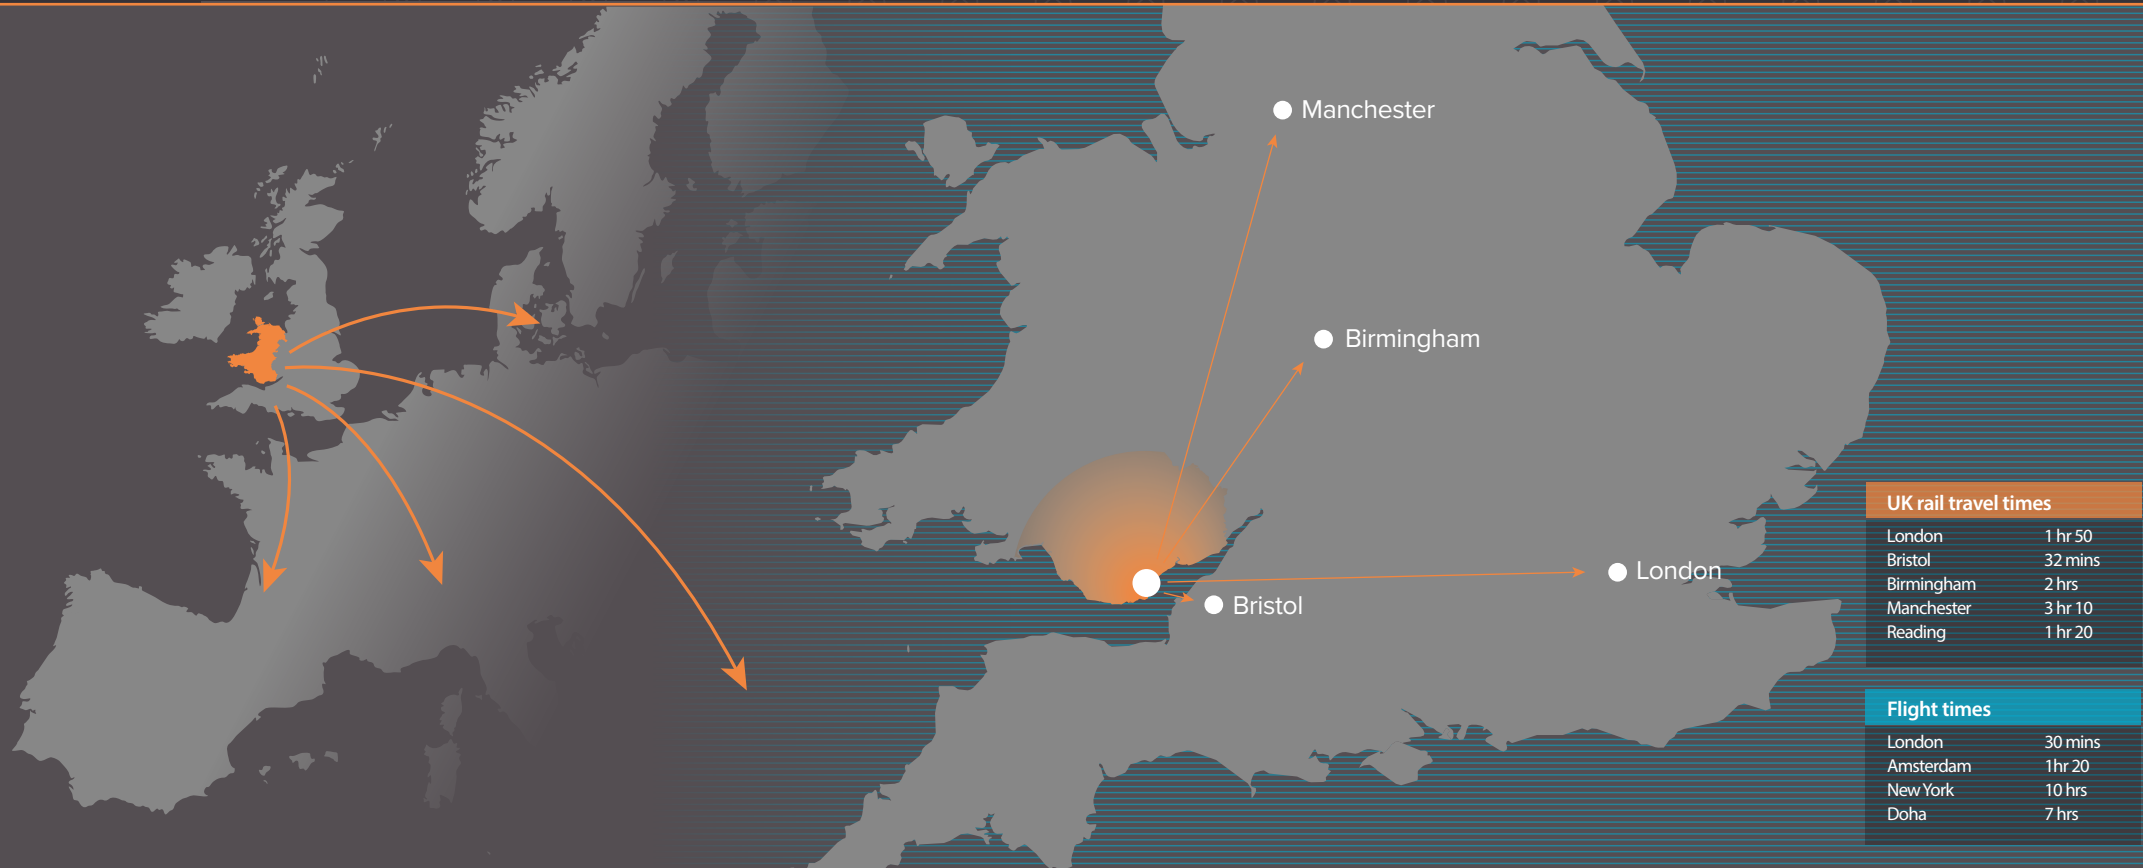 Manchester
Birmingham
London
Bristol
UK rail travel times
London 1 hr 50
Bristol 32 mins
Birmingham 2 hrs
Manchester 3 hr 10
Reading 1 hr 20
Flight times
London 30 mins
Amsterdam 1hr 20
New York 10 hrs
Doha 7 hrs